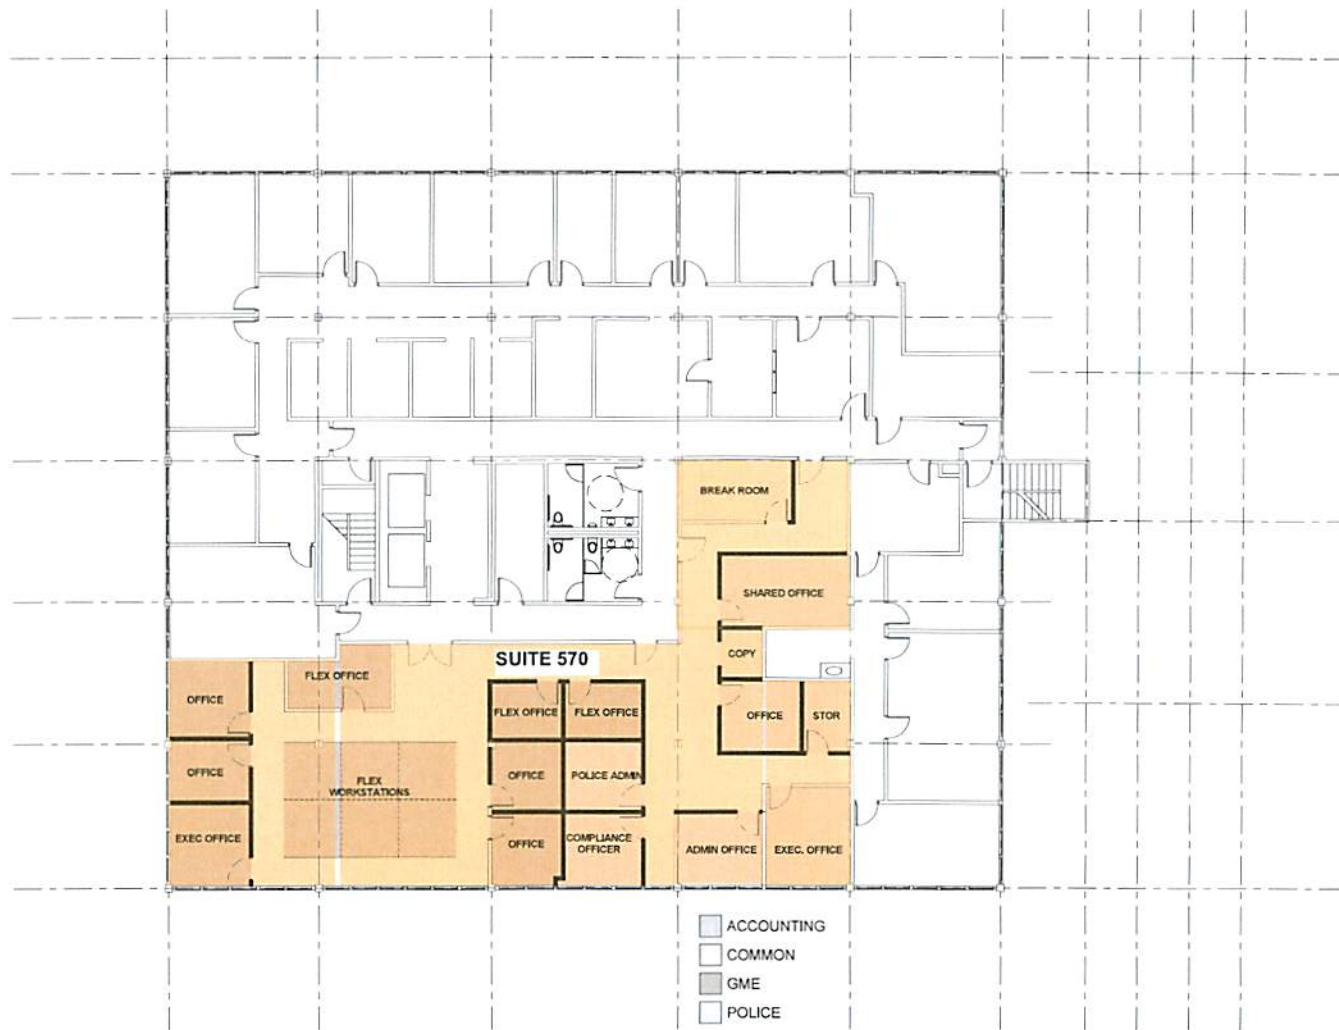 BREAK ROOM
SHARED OFFICE
COPY
SUITE 570
FLEX OFFICE
OFFICE
FLEX OFFICE
FLEX OFFICE
OFFICE
STOR
OFFICE
FLEX
WORKSTATIONS
OFFICE
POLICE ADMIN
EXEC OFFICE
OFFICE
COMPLIANCE
OFFICER
ADMIN OFFICE
EXEC. OFFICE
ACCOUNTING
COMMON
GME
POLICE